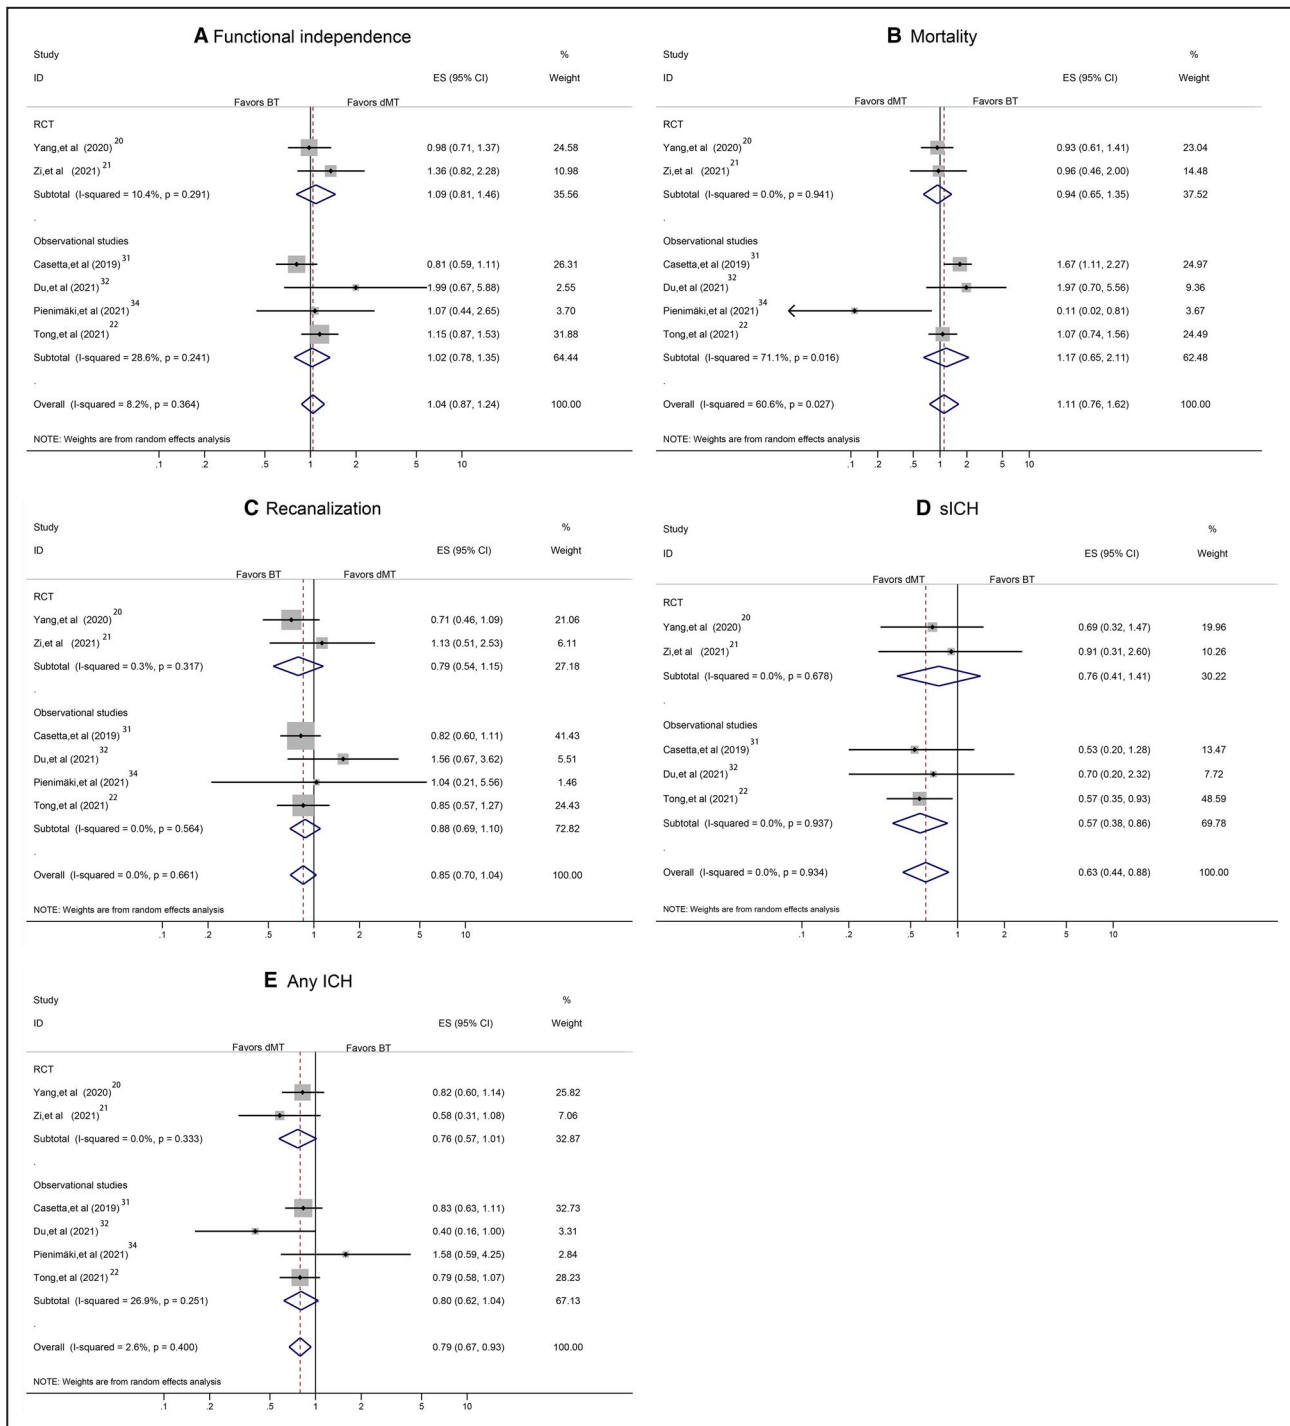 A Functional independence
Study %
ID ES (95% CI) Weight
Favors BT Favors dMT
RCT
Yang,et al (2020) 20 0.98 (0.71, 1.37) 24.58
Zi,et al (2021) 21 1.36 (0.82, 2.28) 10.98
Subtotal (I-squared = 10.4%, p = 0.291) 1.09 (0.81, 1.46) 35.56
.
Observational studies
Casetta,et al (2019) 31 0.81 (0.59, 1.11) 26.31
Du,et al (2021) 32 1.99 (0.67, 5.88) 2.55
Pienimäki,et al (2021) 34 1.07 (0.44, 2.65) 3.70
Tong,et al (2021) 22 1.15 (0.87, 1.53) 31.88
Subtotal (I-squared = 28.6%, p = 0.241) 1.02 (0.78, 1.35) 64.44
.
Overall (I-squared = 8.2%, p = 0.364) 1.04 (0.87, 1.24) 100.00
NOTE: Weights are from random effects analysis
.1 .2 .5 1 2 5 10
B Mortality
Study %
ID ES (95% CI) Weight
Favors dMT Favors BT
RCT
Yang,et al (2020) 20 0.93 (0.61, 1.41) 23.04
Zi,et al (2021) 21 0.96 (0.46, 2.00) 14.48
Subtotal (I-squared = 0.0%, p = 0.941) 0.94 (0.65, 1.35) 37.52
.
Observational studies
Casetta,et al (2019) 31 1.67 (1.11, 2.27) 24.97
Du,et al (2021) 32 1.97 (0.70, 5.56) 9.36
Pienimäki,et al (2021) 34 0.11 (0.02, 0.81) 3.67
Tong,et al (2021) 22 1.07 (0.74, 1.56) 24.49
Subtotal (I-squared = 71.1%, p = 0.016) 1.17 (0.65, 2.11) 62.48
.
Overall (I-squared = 60.6%, p = 0.027) 1.11 (0.76, 1.62) 100.00
NOTE: Weights are from random effects analysis
.1 .2 .5 1 2 5 10
C Recanalization
Study %
ID ES (95% CI) Weight
Favors BT Favors dMT
RCT
Yang,et al (2020) 20 0.71 (0.46, 1.09) 21.06
Zi,et al (2021) 21 1.13 (0.51, 2.53) 6.11
Subtotal (I-squared = 0.3%, p = 0.317) 0.79 (0.54, 1.15) 27.18
.
Observational studies
Casetta,et al (2019) 31 0.82 (0.60, 1.11) 41.43
Du,et al (2021) 32 1.56 (0.67, 3.62) 5.51
Pienimäki,et al (2021) 34 1.04 (0.21, 5.56) 1.46
Tong,et al (2021) 22 0.85 (0.57, 1.27) 24.43
Subtotal (I-squared = 0.0%, p = 0.564) 0.88 (0.69, 1.10) 72.82
.
Overall (I-squared = 0.0%, p = 0.661) 0.85 (0.70, 1.04) 100.00
NOTE: Weights are from random effects analysis
.1 .2 .5 1 2 5 10
D sICH
Study %
ID ES (95% CI) Weight
Favors dMT Favors BT
RCT
Yang,et al (2020) 20 0.69 (0.32, 1.47) 19.96
Zi,et al (2021) 21 0.91 (0.31, 2.60) 10.26
Subtotal (I-squared = 0.0%, p = 0.678) 0.76 (0.41, 1.41) 30.22
.
Observational studies
Casetta,et al (2019) 31 0.53 (0.20, 1.28) 13.47
Du,et al (2021) 32 0.70 (0.20, 2.32) 7.72
Tong,et al (2021) 22 0.57 (0.35, 0.93) 48.59
Subtotal (I-squared = 0.0%, p = 0.937) 0.57 (0.38, 0.86) 69.78
.
Overall (I-squared = 0.0%, p = 0.934) 0.63 (0.44, 0.88) 100.00
NOTE: Weights are from random effects analysis
.1 .2 .5 1 2 5 10
E Any ICH
Study %
ID ES (95% CI) Weight
Favors dMT Favors BT
RCT
Yang,et al (2020) 20 0.82 (0.60, 1.14) 25.82
Zi,et al (2021) 21 0.58 (0.31, 1.08) 7.06
Subtotal (I-squared = 0.0%, p = 0.333) 0.76 (0.57, 1.01) 32.87
.
Observational studies
Casetta,et al (2019) 31 0.83 (0.63, 1.11) 32.73
Du,et al (2021) 32 0.40 (0.16, 1.00) 3.31
Pienimäki,et al (2021) 34 1.58 (0.59, 4.25) 2.84
Tong,et al (2021) 22 0.79 (0.58, 1.07) 28.23
Subtotal (I-squared = 26.9%, p = 0.251) 0.80 (0.62, 1.04) 67.13
.
Overall (I-squared = 2.6%, p = 0.400) 0.79 (0.67, 0.93) 100.00
NOTE: Weights are from random effects analysis
.1 .2 .5 1 2 5 10